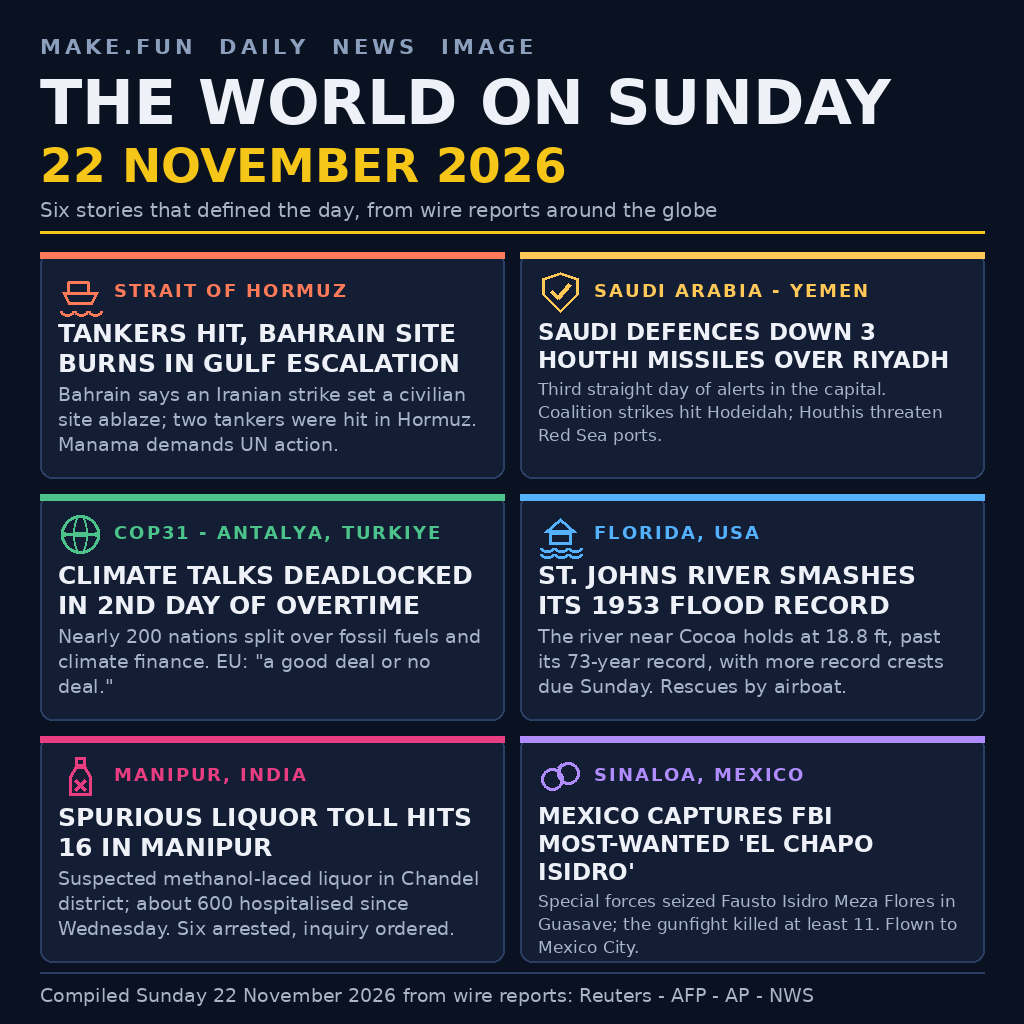 MAKE.FUN DAILY NEWS IMAGE
THE WORLD ON SUNDAY
22 NOVEMBER 2026
Six stories that defined the day, from wire reports around the globe
STRAIT OF HORMUZ
TANKERS HIT, BAHRAIN SITE
BURNS IN GULF ESCALATION
Bahrain says an Iranian strike set a civilian
site ablaze; two tankers were hit in Hormuz.
Manama demands UN action.
SAUDI ARABIA - YEMEN
SAUDI DEFENCES DOWN 3
HOUTHI MISSILES OVER RIYADH
Third straight day of alerts in the capital.
Coalition strikes hit Hodeidah; Houthis threaten
Red Sea ports.
COP31 - ANTALYA, TURKIYE
CLIMATE TALKS DEADLOCKED
IN 2ND DAY OF OVERTIME
Nearly 200 nations split over fossil fuels and
climate finance. EU: "a good deal or no
deal."
FLORIDA, USA
ST. JOHNS RIVER SMASHES
ITS 1953 FLOOD RECORD
The river near Cocoa holds at 18.8 ft, past
its 73-year record, with more record crests
due Sunday. Rescues by airboat.
MANIPUR, INDIA
SPURIOUS LIQUOR TOLL HITS
16 IN MANIPUR
Suspected methanol-laced liquor in Chandel
district; about 600 hospitalised since
Wednesday. Six arrested, inquiry ordered.
SINALOA, MEXICO
MEXICO CAPTURES FBI
MOST-WANTED 'EL CHAPO
ISIDRO'
Special forces seized Fausto Isidro Meza Flores in
Guasave; the gunfight killed at least 11. Flown to
Mexico City.
Compiled Sunday 22 November 2026 from wire reports: Reuters - AFP - AP - NWS